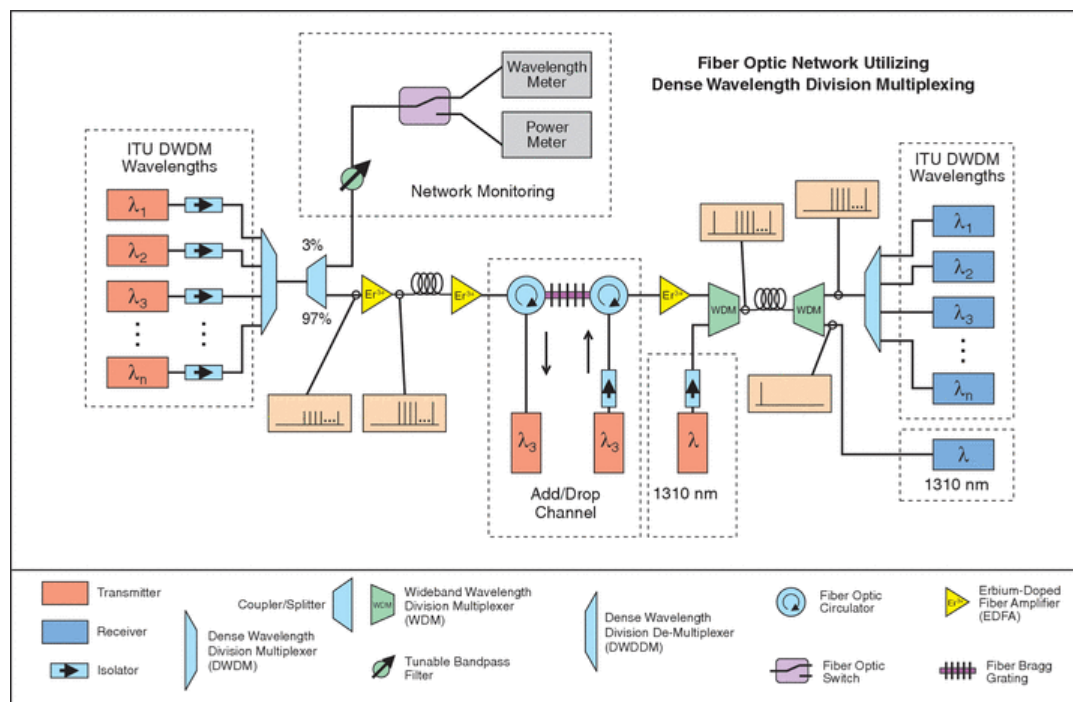 Fiber Optic Network Utilizing
Dense Wavelength Division Multiplexing
Wavelength
Meter
Power
Meter
Network Monitoring
ITU DWDM
Wavelengths
λ1
λ2
λ3
λn
3%
97%
Er3+
Er3+
λ3
λ3
Add/Drop
Channel
Er3+
WDM
WDM
λ
1310 nm
ITU DWDM
Wavelengths
λ1
λ2
λ3
λn
λ
1310 nm
Transmitter
Receiver
Isolator
Dense Wavelength
Division Multiplexer
(DWDM)
Coupler/Splitter
WDM
Wideband Wavelength
Division Multiplexer
(WDM)
Tunable Bandpass
Filter
Dense Wavelength
Division De-Multiplexer
(DWDDM)
Fiber Optic
Circulator
Fiber Optic
Switch
Er3+
Erbium-Doped
Fiber Amplifier
(EDFA)
Fiber Bragg
Grating